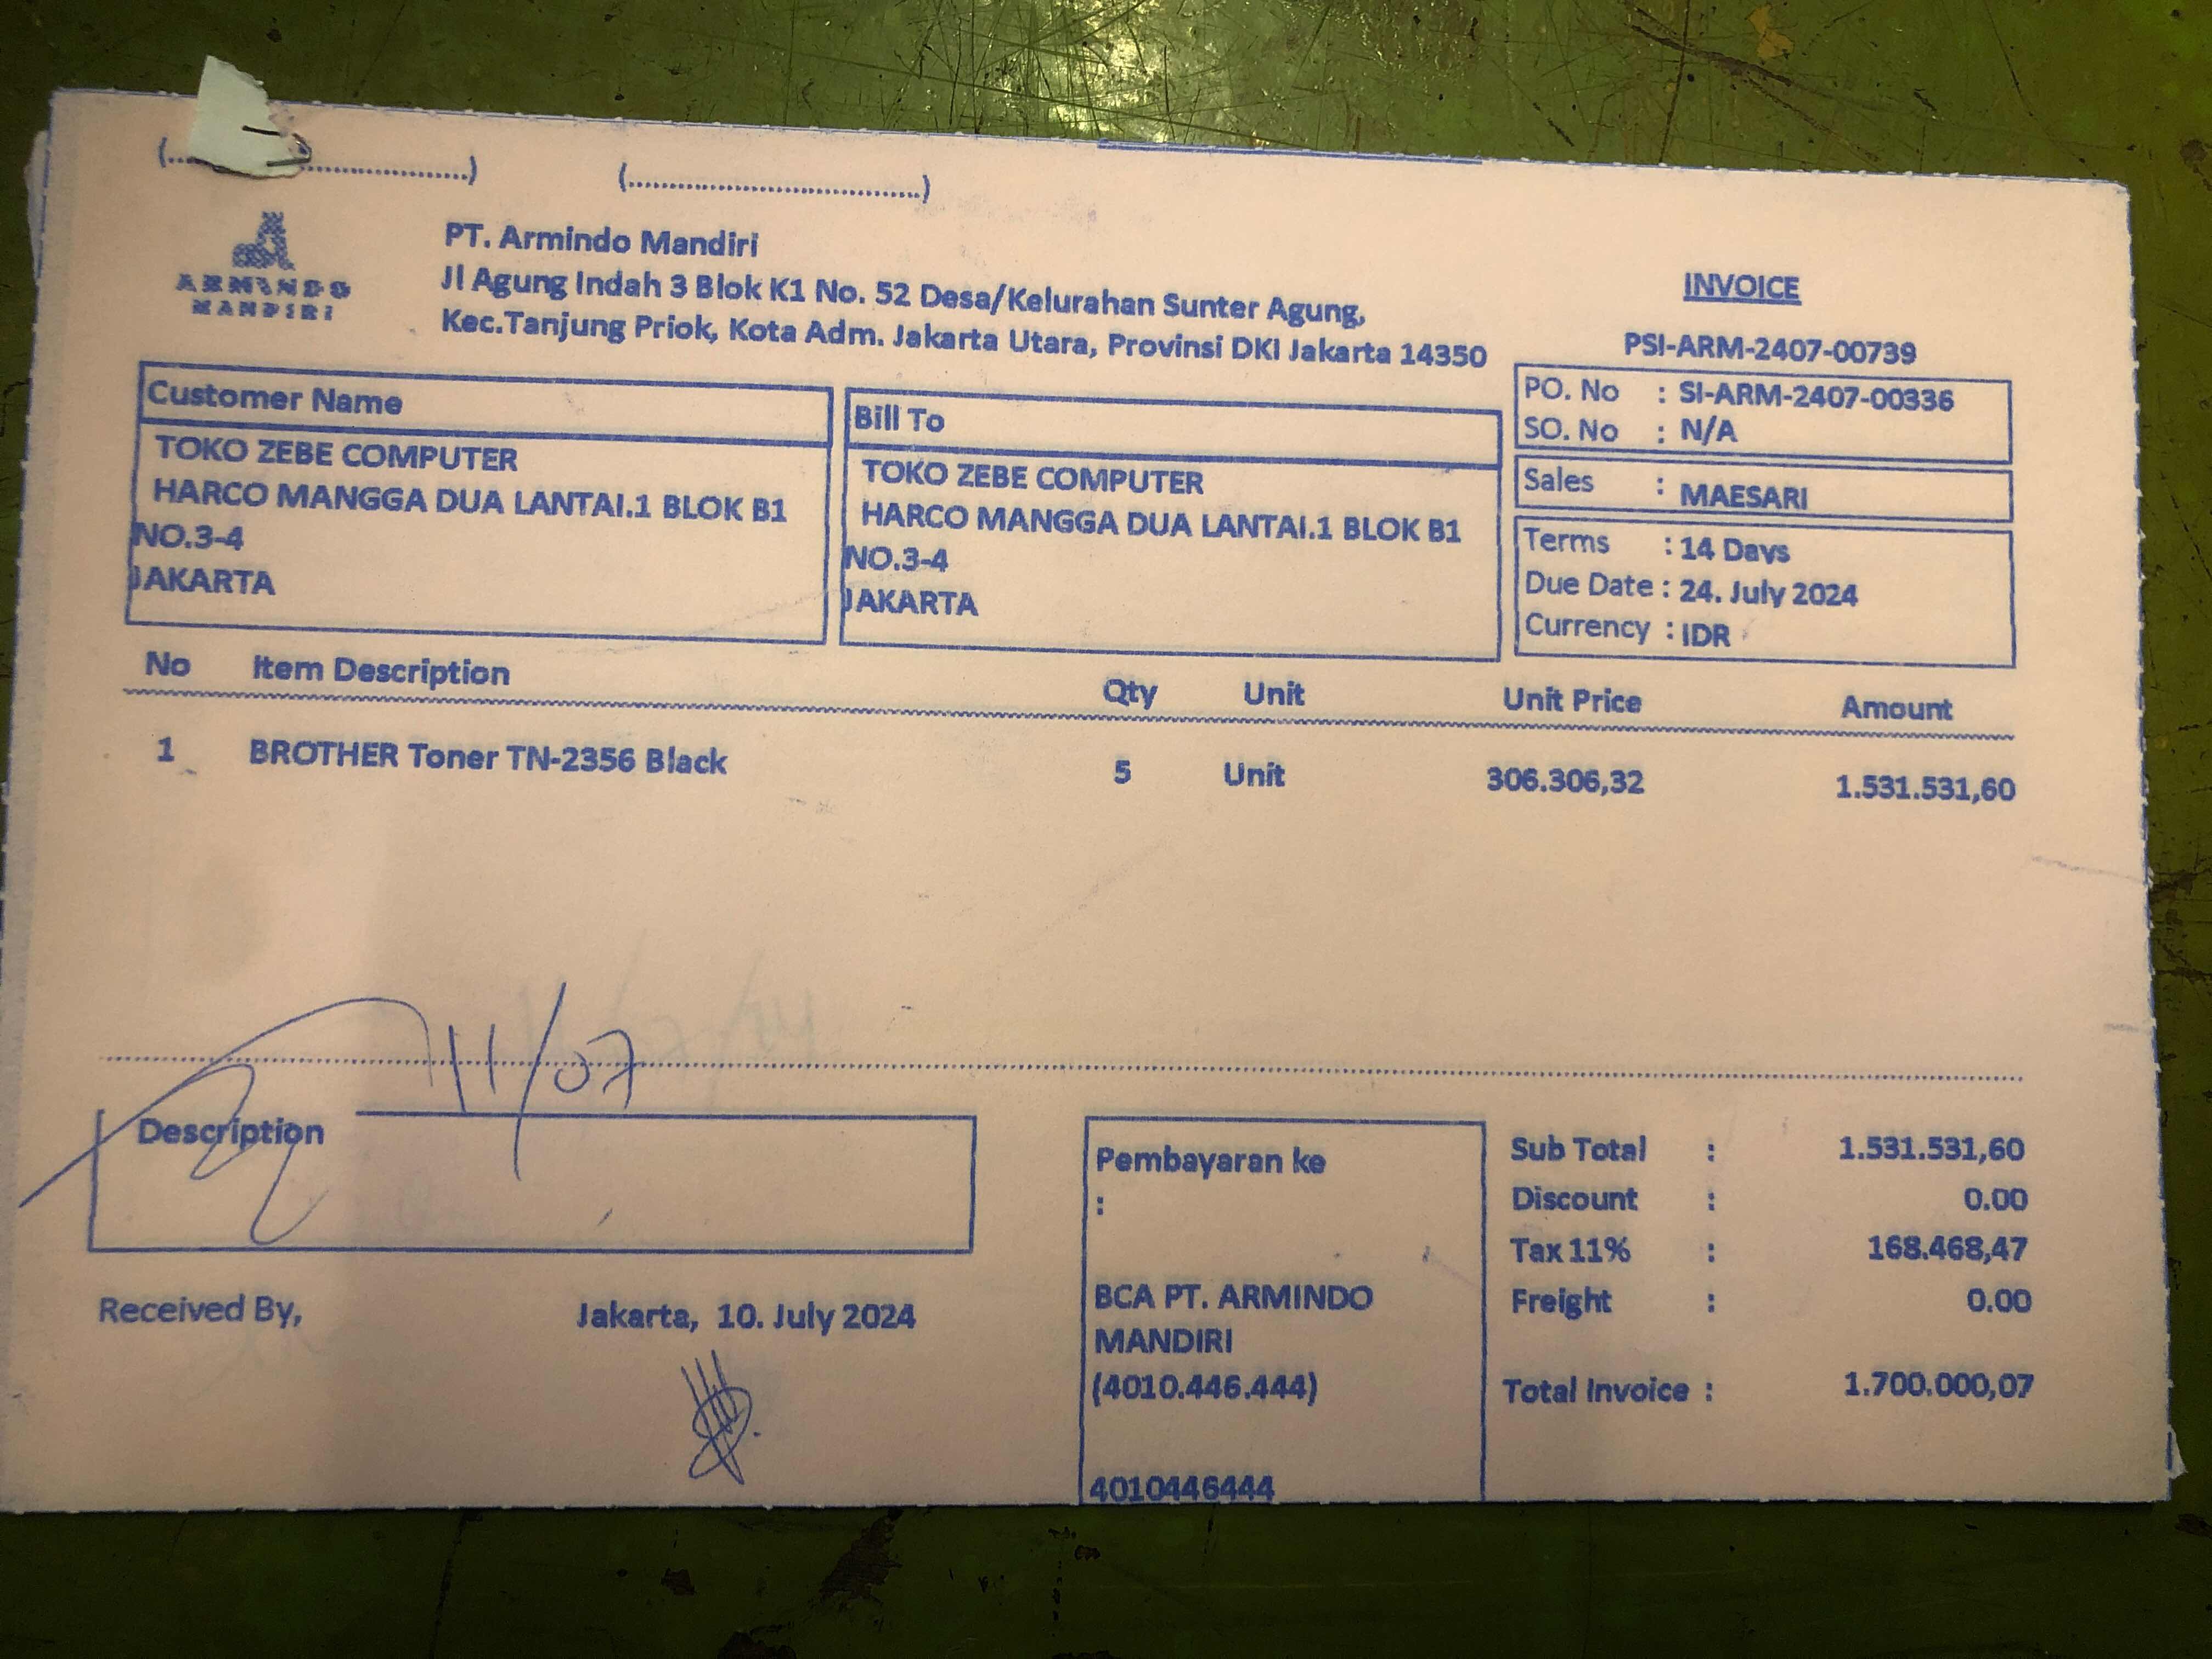 (..............................)
(..............................)
ARMINDO
MANDIRI
PT. Armindo Mandiri
Jl Agung Indah 3 Blok K1 No. 52 Desa/Kelurahan Sunter Agung,
Kec.Tanjung Priok, Kota Adm. Jakarta Utara, Provinsi DKI Jakarta 14350
INVOICE
PSI-ARM-2407-00739
PO. No : SI-ARM-2407-00336
SO. No : N/A
Sales : MAESARI
Terms : 14 Days
Due Date : 24. July 2024
Currency : IDR
Customer Name
TOKO ZEBE COMPUTER
HARCO MANGGA DUA LANTAI.1 BLOK B1
NO.3-4
JAKARTA
Bill To
TOKO ZEBE COMPUTER
HARCO MANGGA DUA LANTAI.1 BLOK B1
NO.3-4
JAKARTA
No Item Description Qty Unit Unit Price Amount
1 BROTHER Toner TN-2356 Black 5 Unit 306.306,32 1.531.531,60
11/07
Description
Received By,
Jakarta, 10. July 2024
Pembayaran ke
:
BCA PT. ARMINDO
MANDIRI
(4010.446.444)
4010446444
Sub Total : 1.531.531,60
Discount : 0.00
Tax 11% : 168.468,47
Freight : 0.00
Total Invoice : 1.700.000,07